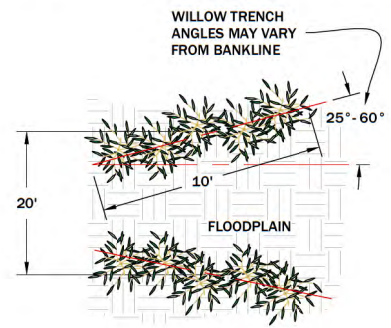 WILLOW TRENCH
ANGLES MAY VARY
FROM BANKLINE
25°-60°
10'
20'
FLOODPLAIN